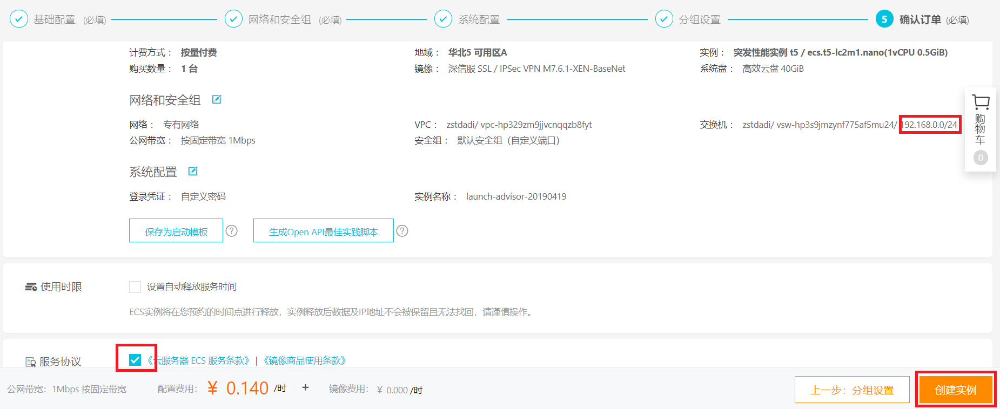 基础配置 (必填) 网络和安全组 (必填) 系统配置 分组设置 5 确认订单 (必填)
计费方式： 按量付费 地域： 华北5 可用区A 实例： 突发性能实例 t5 / ecs.t5-lc2m1.nano(1vCPU 0.5GiB)
购买数量： 1 台 镜像： 深信服 SSL / IPSec VPN M7.6.1-XEN-BaseNet 系统盘： 高效云盘 40GiB
网络和安全组
网络： 专有网络 VPC： zstdadi/ vpc-hp329zm9jjvcnqqzb8fyt 交换机： zstdadi/ vsw-hp3s9jmzynf775af5mu24/ 192.168.0.0/24
公网带宽： 按固定带宽 1Mbps 安全组： 默认安全组（自定义端口）
购物车
0
系统配置
登录凭证： 自定义密码 实例名称： launch-advisor-20190419
保存为启动模板 ? 生成Open API最佳实践脚本 ?
使用时限 设置自动释放服务时间
ECS实例将在您预约的时间点进行释放，实例释放后数据及IP地址不会被保留且无法找回，请谨慎操作。
服务协议 《云服务器 ECS 服务条款》 | 《镜像商品使用条款》
公网带宽：1Mbps 按固定带宽 配置费用： ¥ 0.140 /时 + 镜像费用： ¥ 0.000 /时 上一步：分组设置 创建实例